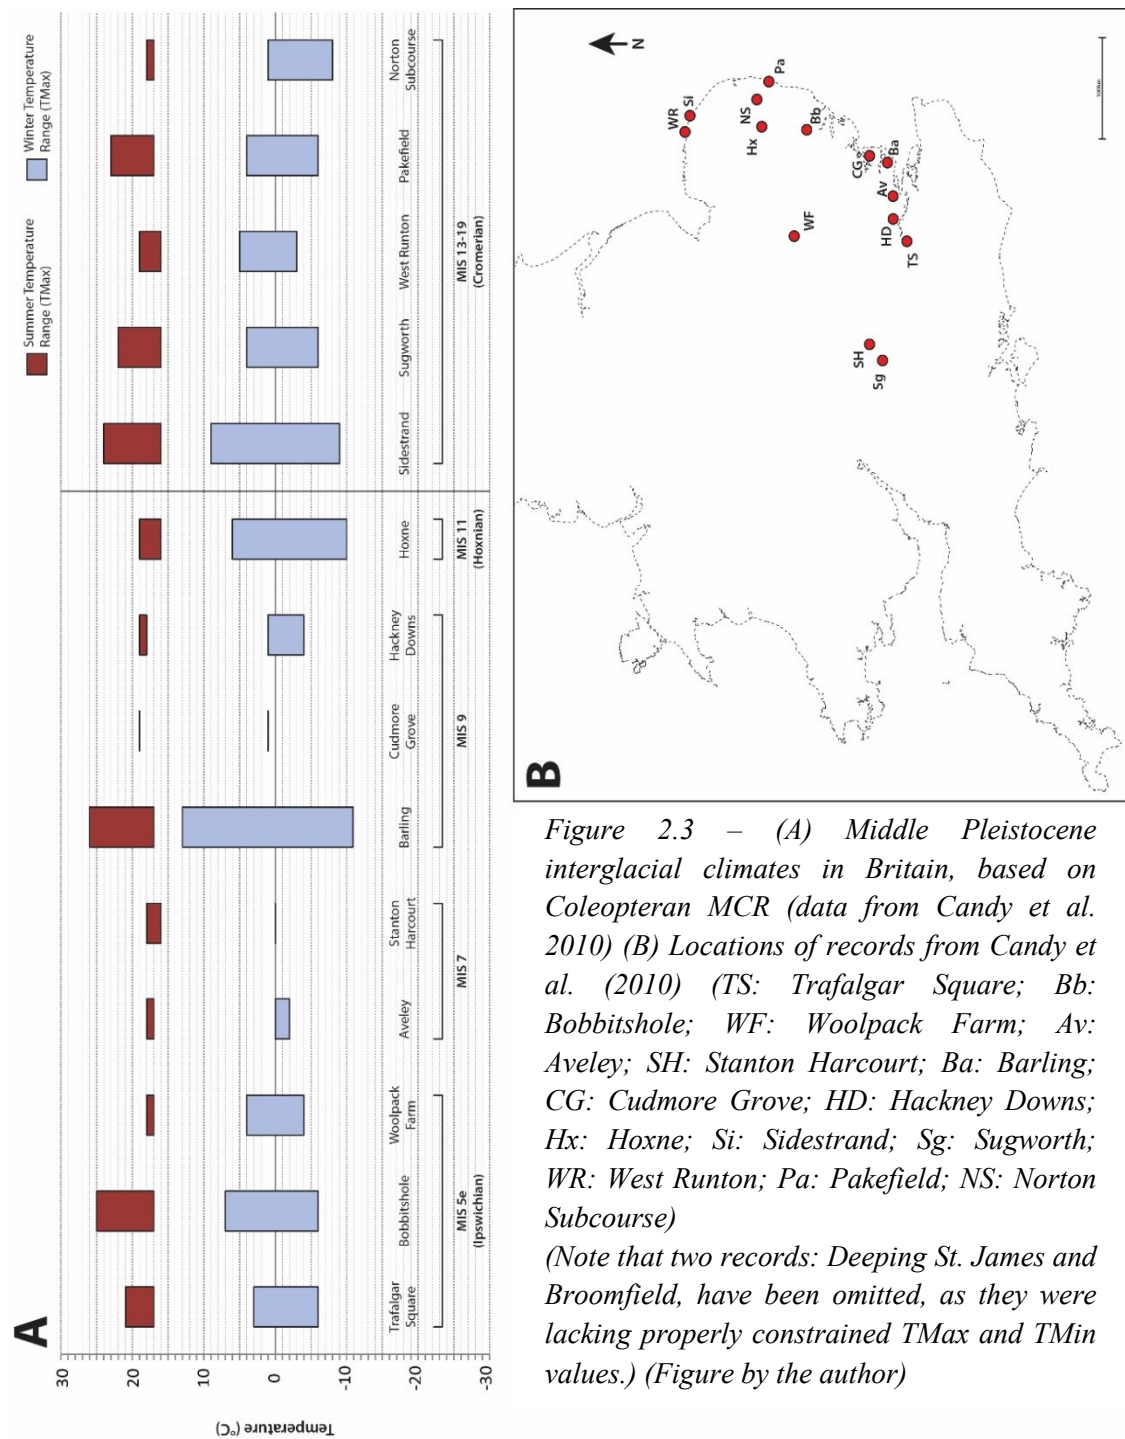 A
Summer Temperature
Range (TMax)
Winter Temperature
Range (TMax)
Temperature (°C)
30
20
10
0
-10
-20
-30
Trafalgar
Square
Bobbitshole
Woolpack
Farm
Aveley
Stanton
Harcourt
Barling
Cudmore
Grove
Hackney
Downs
Hoxne
Sidestrand
Sugworth
West Runton
Pakefield
Norton
Subcourse
MIS 5e
(Ipswichian)
MIS 7
MIS 9
MIS 11
(Hoxnian)
MIS 13-19
(Cromerian)
B
N
WR
Si
NS
Pa
Hx
Bb
WF
CG
Ba
Av
HD
TS
SH
Sg
100km
Figure 2.3 – (A) Middle Pleistocene
interglacial climates in Britain, based on
Coleopteran MCR (data from Candy et al.
2010) (B) Locations of records from Candy et
al. (2010) (TS: Trafalgar Square; Bb:
Bobbitshole; WF: Woolpack Farm; Av:
Aveley; SH: Stanton Harcourt; Ba: Barling;
CG: Cudmore Grove; HD: Hackney Downs;
Hx: Hoxne; Si: Sidestrand; Sg: Sugworth;
WR: West Runton; Pa: Pakefield; NS: Norton
Subcourse)
(Note that two records: Deeping St. James and
Broomfield, have been omitted, as they were
lacking properly constrained TMax and TMin
values.) (Figure by the author)